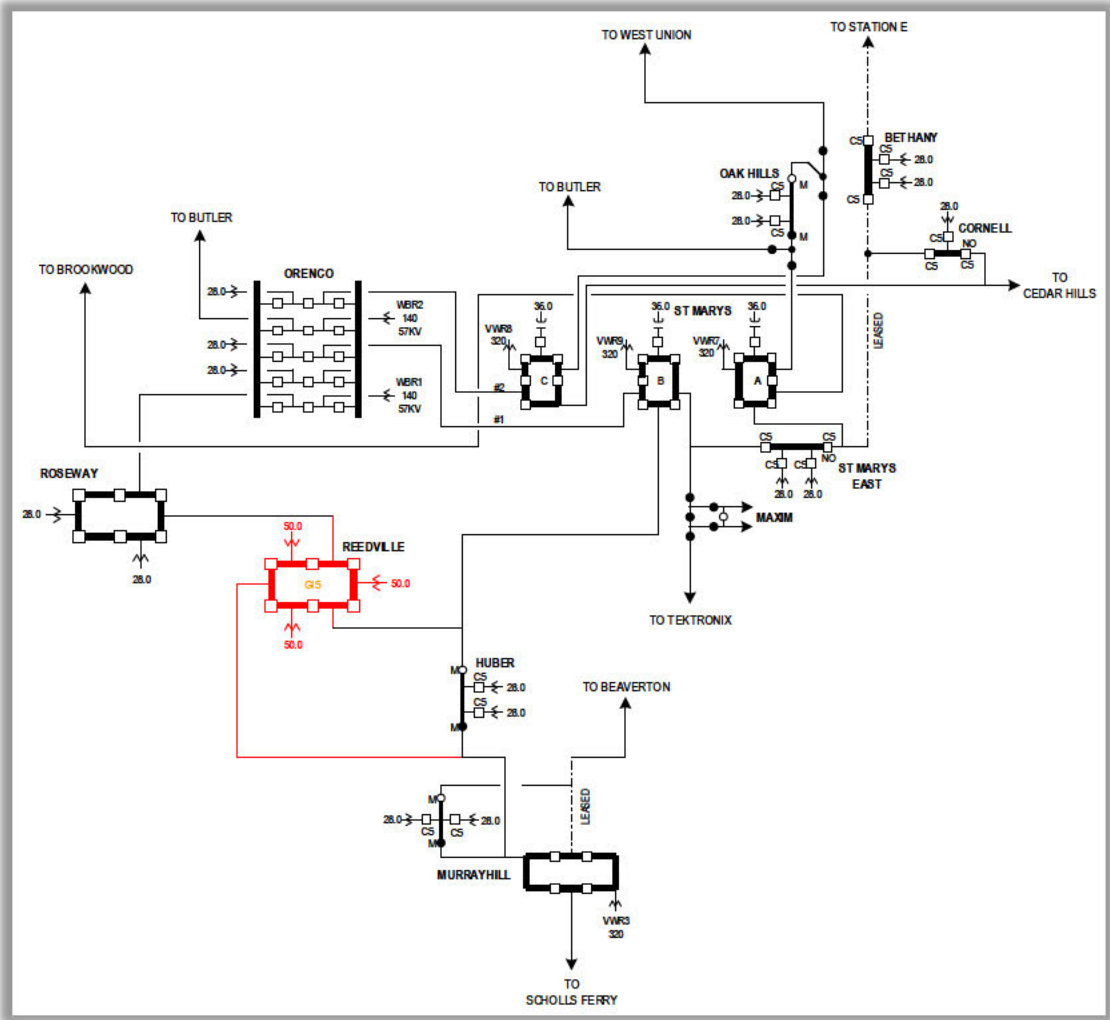 TO STATION E
TO WEST UNION
C5
BETHANY
C5
28.0
OAK HILLS
M
C5
28.0
C5
28.0
TO BUTLER
28.0
C5
M
C5
28.0
CORNELL
TO BUTLER
C5
NO
C5
C5
TO BROOKWOOD
ORENCO
TO
CEDAR HILLS
28.0
WBR2
140
57KV
36.0
36.0
ST MARYS
36.0
LEASED
VWR8
320
VWR9
320
VWR7
320
28.0
28.0
WBR1
140
57KV
#2
C
B
A
#1
C5
C5
NO
C5
C5
ST MARYS
EAST
28.0
28.0
ROSEWAY
28.0
28.0
MAXIM
50.0
REEDVILLE
GIS
50.0
50.0
TO TEKTRONIX
M
HUBER
C5
28.0
C5
28.0
M
TO BEAVERTON
LEASED
M
28.0
28.0
C5
C5
M
MURRAYHILL
VWR3
320
TO
SCHOLLS FERRY